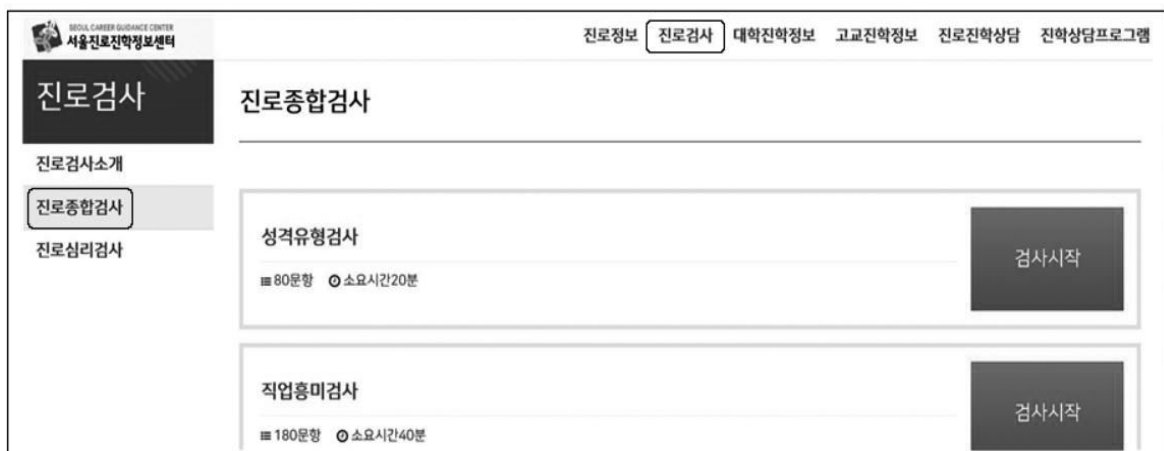 SEOUL CAREER GUIDANCE CENTER
서울진로진학정보센터
진로정보 진로검사 대학진학정보 고교진학정보 진로진학상담 진학상담프로그램
진로검사
진로검사소개
진로종합검사
진로심리검사
진로종합검사
성격유형검사
80문항 소요시간20분
검사시작
직업흥미검사
180문항 소요시간40분
검사시작